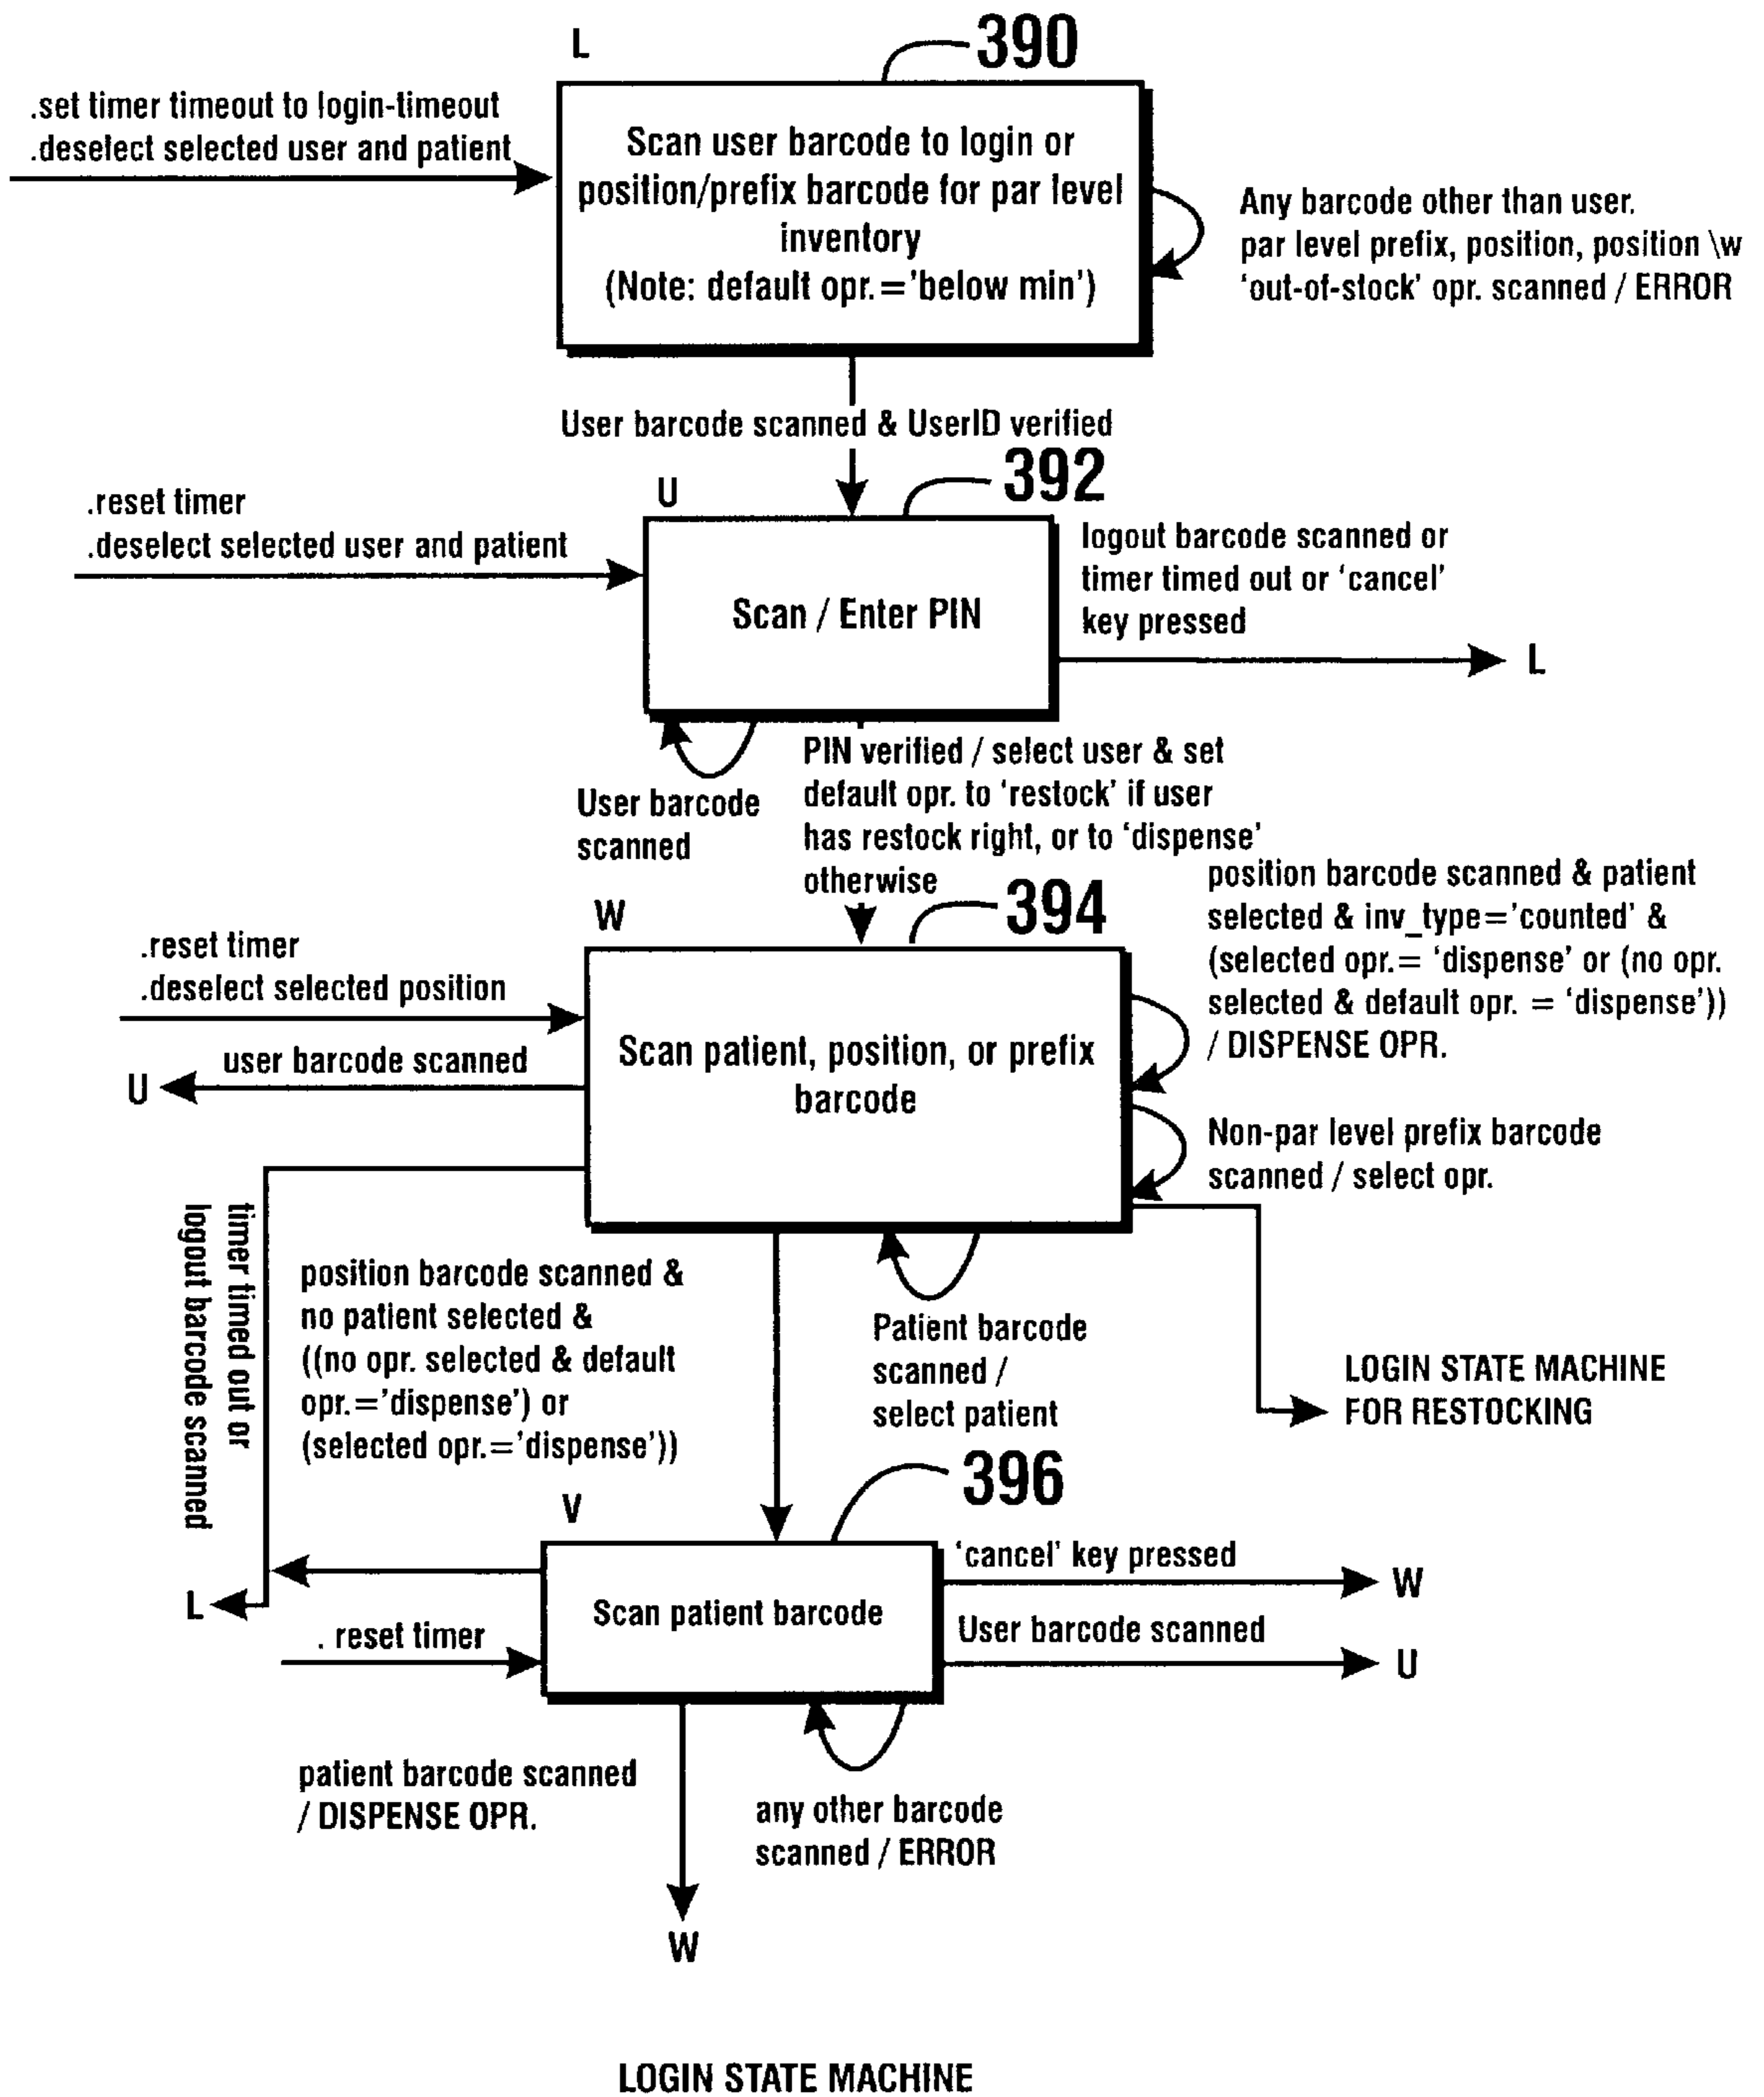 L
390
.set timer timeout to login-timeout
.deselect selected user and patient
Scan user barcode to login or
position/prefix barcode for par level
inventory
(Note: default opr.='below min')
Any barcode other than user.
par level prefix, position, position \w
'out-of-stock' opr. scanned / ERROR
User barcode scanned & UserID verified
U
392
.reset timer
.deselect selected user and patient
Scan / Enter PIN
logout barcode scanned or
timer timed out or 'cancel'
key pressed
L
User barcode
scanned
PIN verified / select user & set
default opr. to 'restock' if user
has restock right, or to 'dispense'
otherwise
W
394
.reset timer
.deselect selected position
user barcode scanned
U
Scan patient, position, or prefix
barcode
position barcode scanned & patient
selected & inv_type='counted' &
(selected opr.= 'dispense' or (no opr.
selected & default opr. = 'dispense'))
/ DISPENSE OPR.
Non-par level prefix barcode
scanned / select opr.
timer timed out or
logout barcode scanned
position barcode scanned &
no patient selected &
((no opr. selected & default
opr.='dispense') or
(selected opr.='dispense'))
Patient barcode
scanned /
select patient
LOGIN STATE MACHINE
FOR RESTOCKING
V
396
L
. reset timer
Scan patient barcode
'cancel' key pressed
W
User barcode scanned
U
patient barcode scanned
/ DISPENSE OPR.
any other barcode
scanned / ERROR
W
LOGIN STATE MACHINE